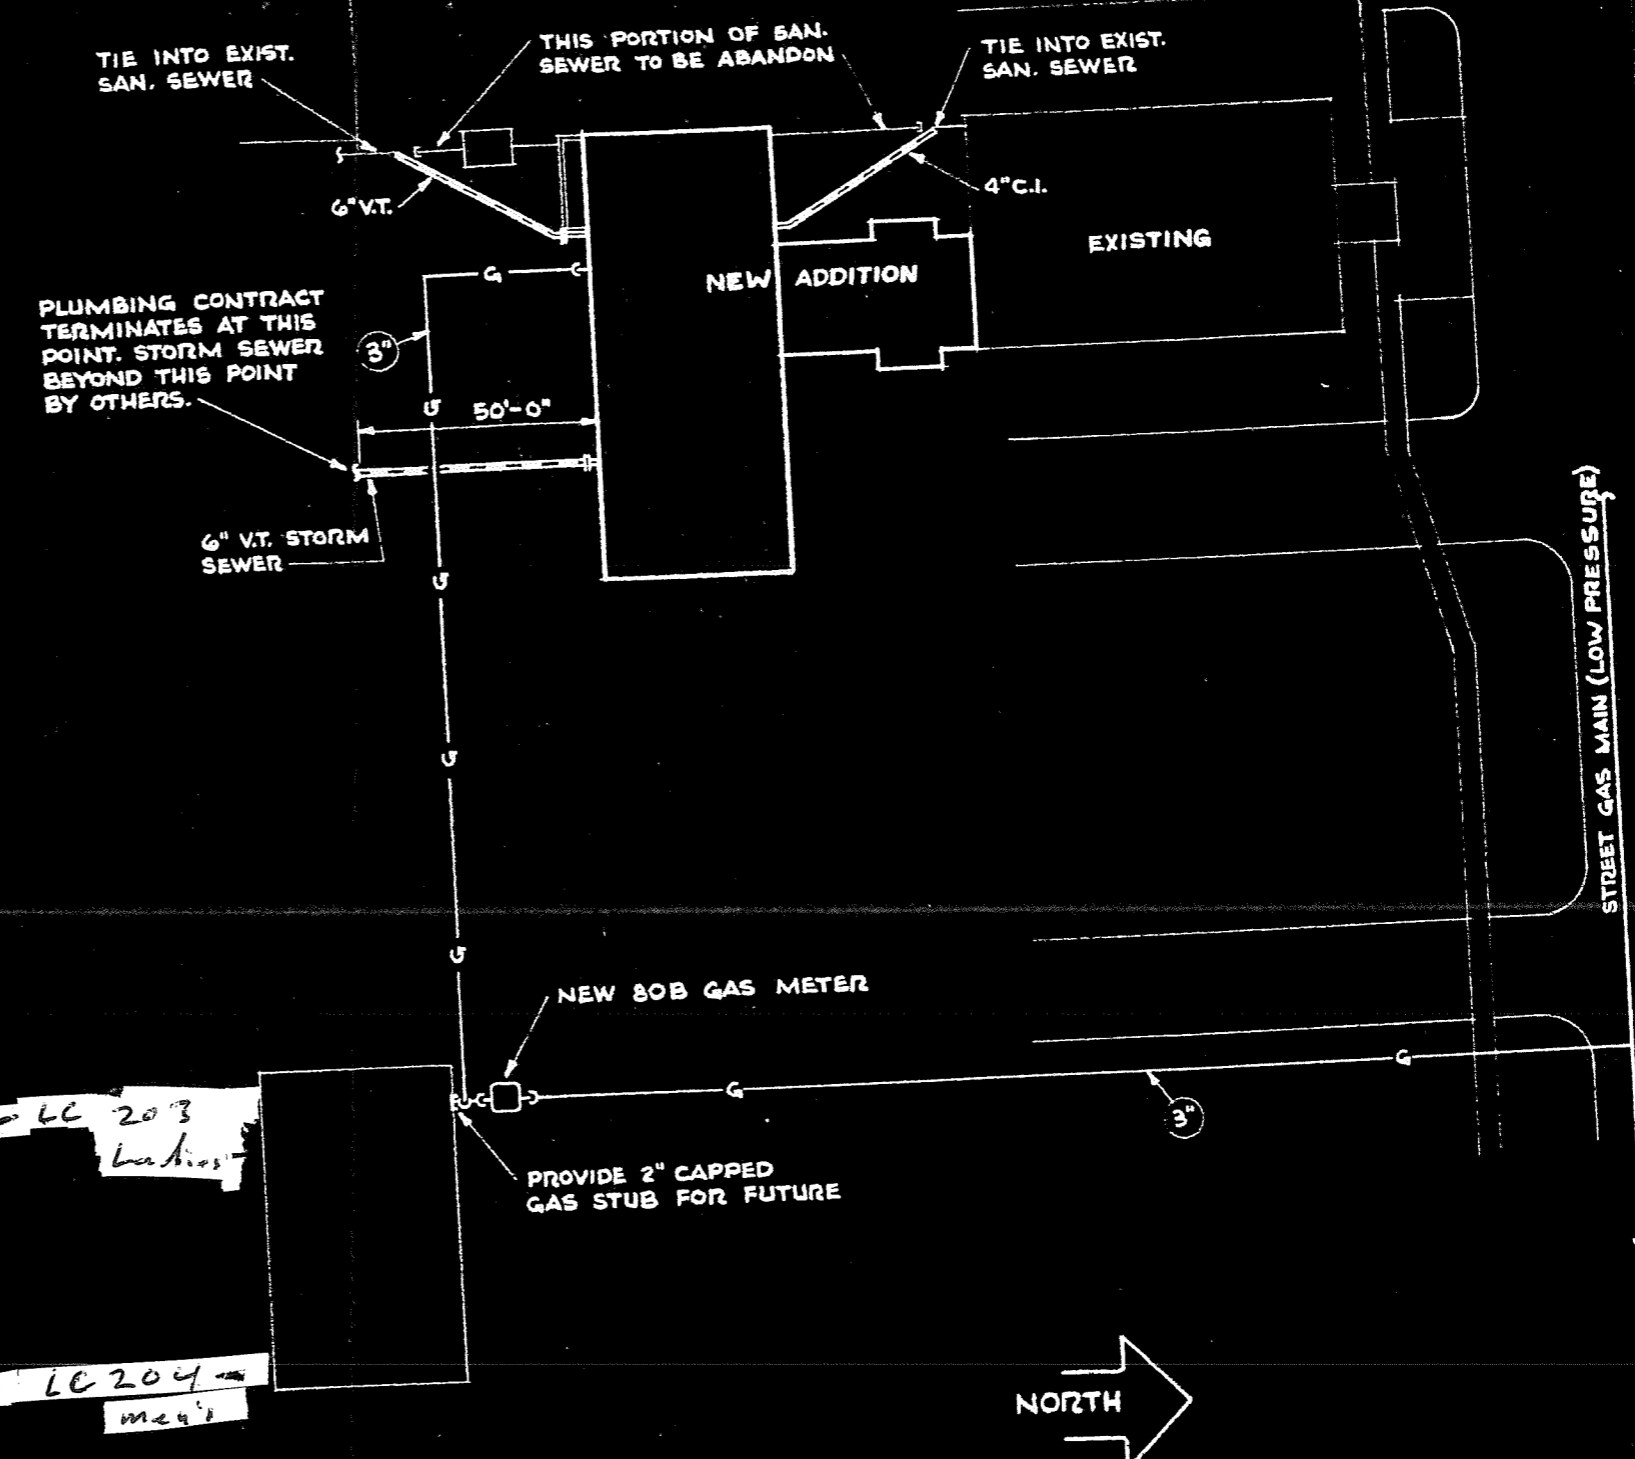 TIE INTO EXIST.
SAN. SEWER
THIS PORTION OF SAN.
SEWER TO BE ABANDON
TIE INTO EXIST.
SAN. SEWER
6" V.T.
4" C.I.
EXISTING
NEW ADDITION
G
PLUMBING CONTRACT
TERMINATES AT THIS
POINT. STORM SEWER
BEYOND THIS POINT
BY OTHERS.
3"
G
50'-0"
6" V.T. STORM
SEWER
G
G
G
STREET GAS MAIN (LOW PRESSURE)
NEW 80B GAS METER
G
G
3"
PROVIDE 2" CAPPED
GAS STUB FOR FUTURE
LC 203
Ladies
LC 204
men's
NORTH